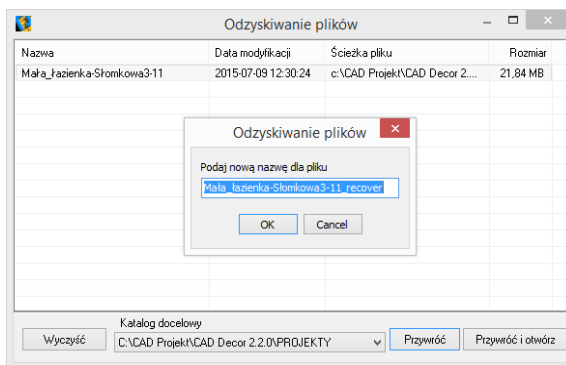 Odzyskiwanie plików
Nazwa Data modyfikacji Ścieżka pliku Rozmiar
Mała_łazienka-Słomkowa3-11 2015-07-09 12:30:24 c:\CAD Projekt\CAD Decor 2.... 21,84 MB
Odzyskiwanie plików
Podaj nową nazwę dla pliku
Mała_łazienka-Słomkowa3-11_recover
OK Cancel
Katalog docelowy
Wyczyść C:\CAD Projekt\CAD Decor 2.2.0\PROJEKTY Przywróć Przywróć i otwórz